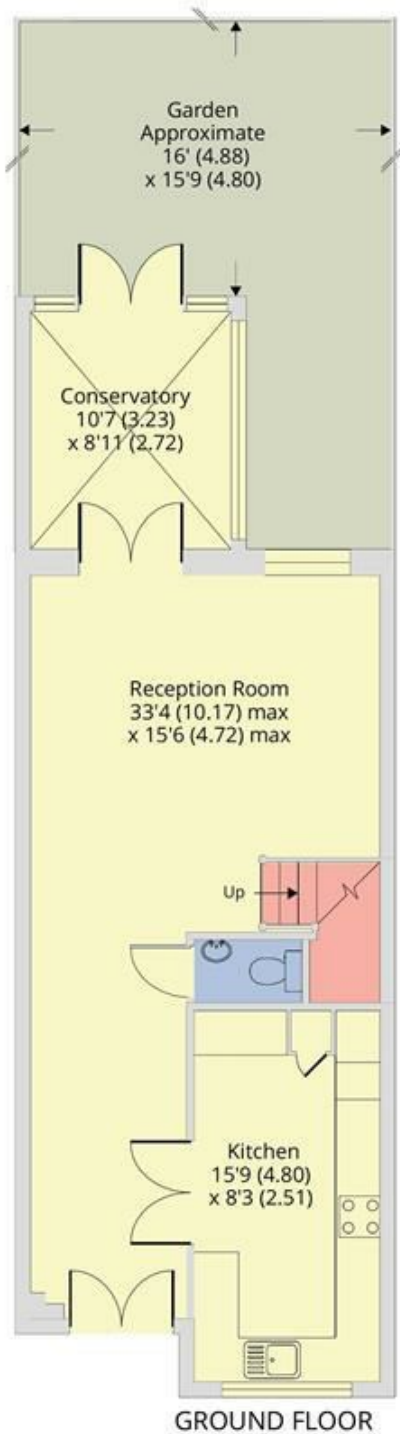 Garden
Approximate
16' (4.88)
x 15'9 (4.80)
Conservatory
10'7 (3.23)
x 8'11 (2.72)
Reception Room
33'4 (10.17) max
x 15'6 (4.72) max
Up
Kitchen
15'9 (4.80)
x 8'3 (2.51)
GROUND FLOOR